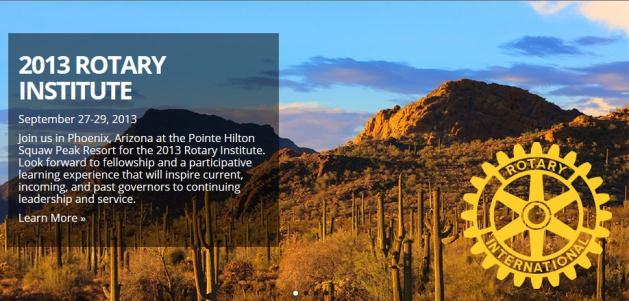 2013 ROTARY
INSTITUTE
September 27-29, 2013
Join us in Phoenix, Arizona at the Pointe Hilton
Squaw Peak Resort for the 2013 Rotary Institute.
Look forward to fellowship and a participative
learning experience that will inspire current,
incoming, and past governors to continuing
leadership and service.
Learn More »
ROTARY
INTERNATIONAL